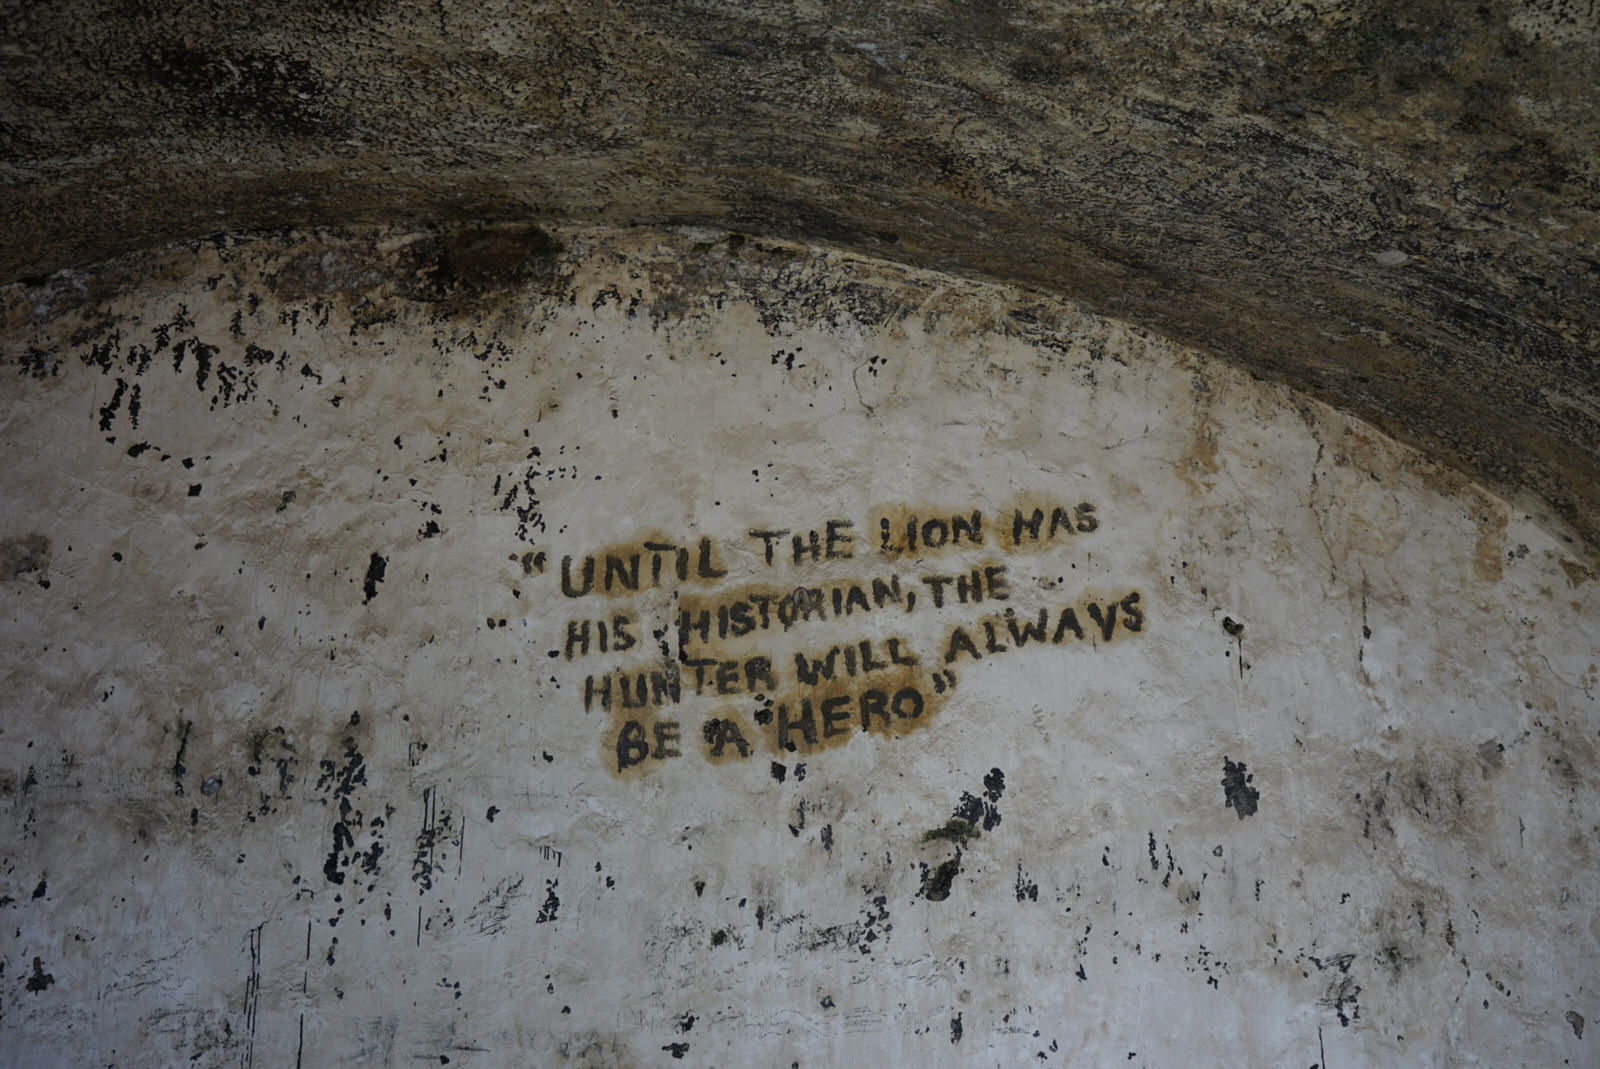 "UNTIL THE LION HAS
HIS HISTORIAN, THE
HUNTER WILL ALWAYS
BE A HERO"